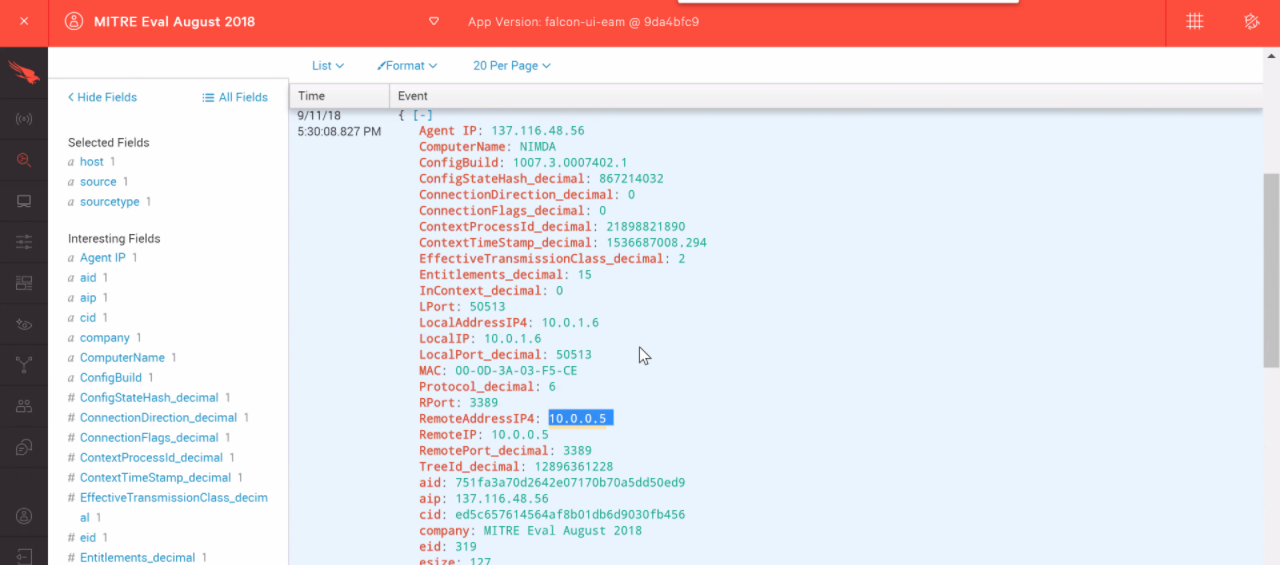 MITRE Eval August 2018
App Version: falcon-ui-eam @ 9da4bfc9
List Format 20 Per Page
Hide Fields All Fields
Selected Fields
a host 1
a source 1
a sourcetype 1
Interesting Fields
a Agent IP 1
a aid 1
a aip 1
a cid 1
a company 1
a ComputerName 1
a ConfigBuild 1
# ConfigStateHash_decimal 1
# ConnectionDirection_decimal 1
# ConnectionFlags_decimal 1
# ContextProcessId_decimal 1
# ContextTimeStamp_decimal 1
# EffectiveTransmissionClass_decim
al 1
# eid 1
# Entitlements_decimal 1
Time Event
9/11/18
5:30:08.827 PM
{ [-]
Agent IP: 137.116.48.56
ComputerName: NIMDA
ConfigBuild: 1007.3.0007402.1
ConfigStateHash_decimal: 867214032
ConnectionDirection_decimal: 0
ConnectionFlags_decimal: 0
ContextProcessId_decimal: 21898821890
ContextTimeStamp_decimal: 1536687008.294
EffectiveTransmissionClass_decimal: 2
Entitlements_decimal: 15
InContext_decimal: 0
LPort: 50513
LocalAddressIP4: 10.0.1.6
LocalIP: 10.0.1.6
LocalPort_decimal: 50513
MAC: 00-0D-3A-03-F5-CE
Protocol_decimal: 6
RPort: 3389
RemoteAddressIP4: 10.0.0.5
RemoteIP: 10.0.0.5
RemotePort_decimal: 3389
TreeId_decimal: 12896361228
aid: 751fa3a70d2642e07170b70a5dd50ed9
aip: 137.116.48.56
cid: ed5c657614564af8b01db6d9030fb456
company: MITRE Eval August 2018
eid: 319
esize: 127